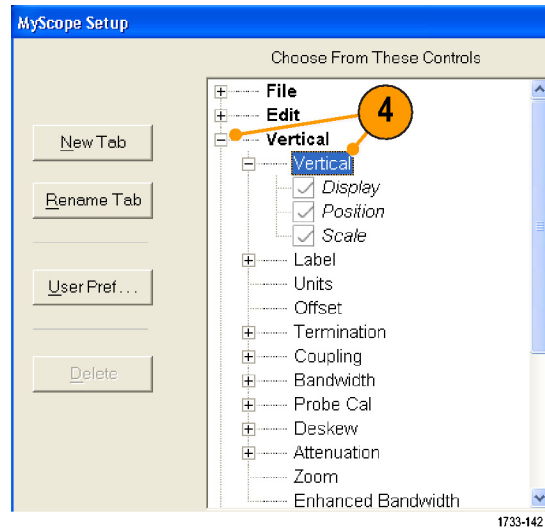 MyScope Setup
Choose From These Controls
File
Edit
4
New Tab
Vertical
Vertical
Display
Rename Tab
Position
Scale
Label
User Pref...
Units
Offset
Termination
Coupling
Delete
Bandwidth
Probe Cal
Deskew
Attenuation
Zoom
Enhanced Bandwidth
1733-142